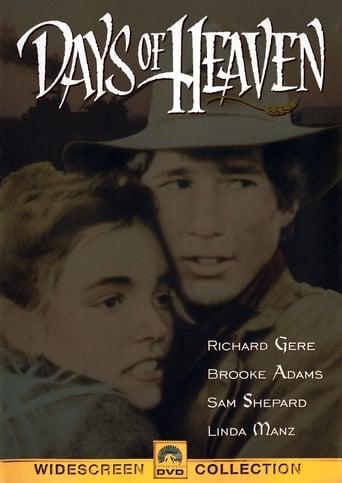 DAYS OF HEAVEN
RICHARD GERE
BROOKE ADAMS
SAM SHEPARD
LINDA MANZ
WIDESCREEN DVD COLLECTION